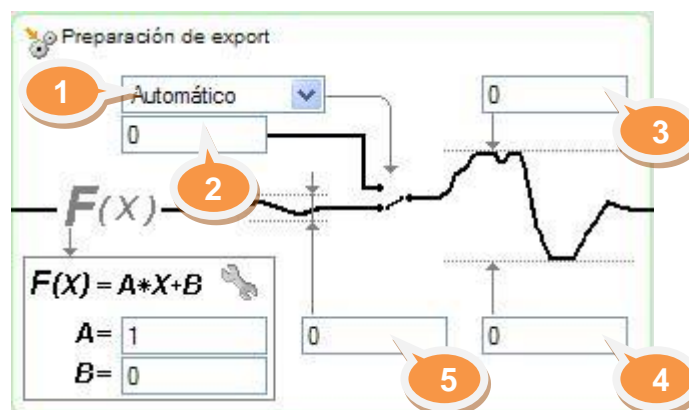 Preparación de export
1
Automático
0
2
0
3
F(X)
F(X) = A*X+B
A= 1
B= 0
0
5
0
4